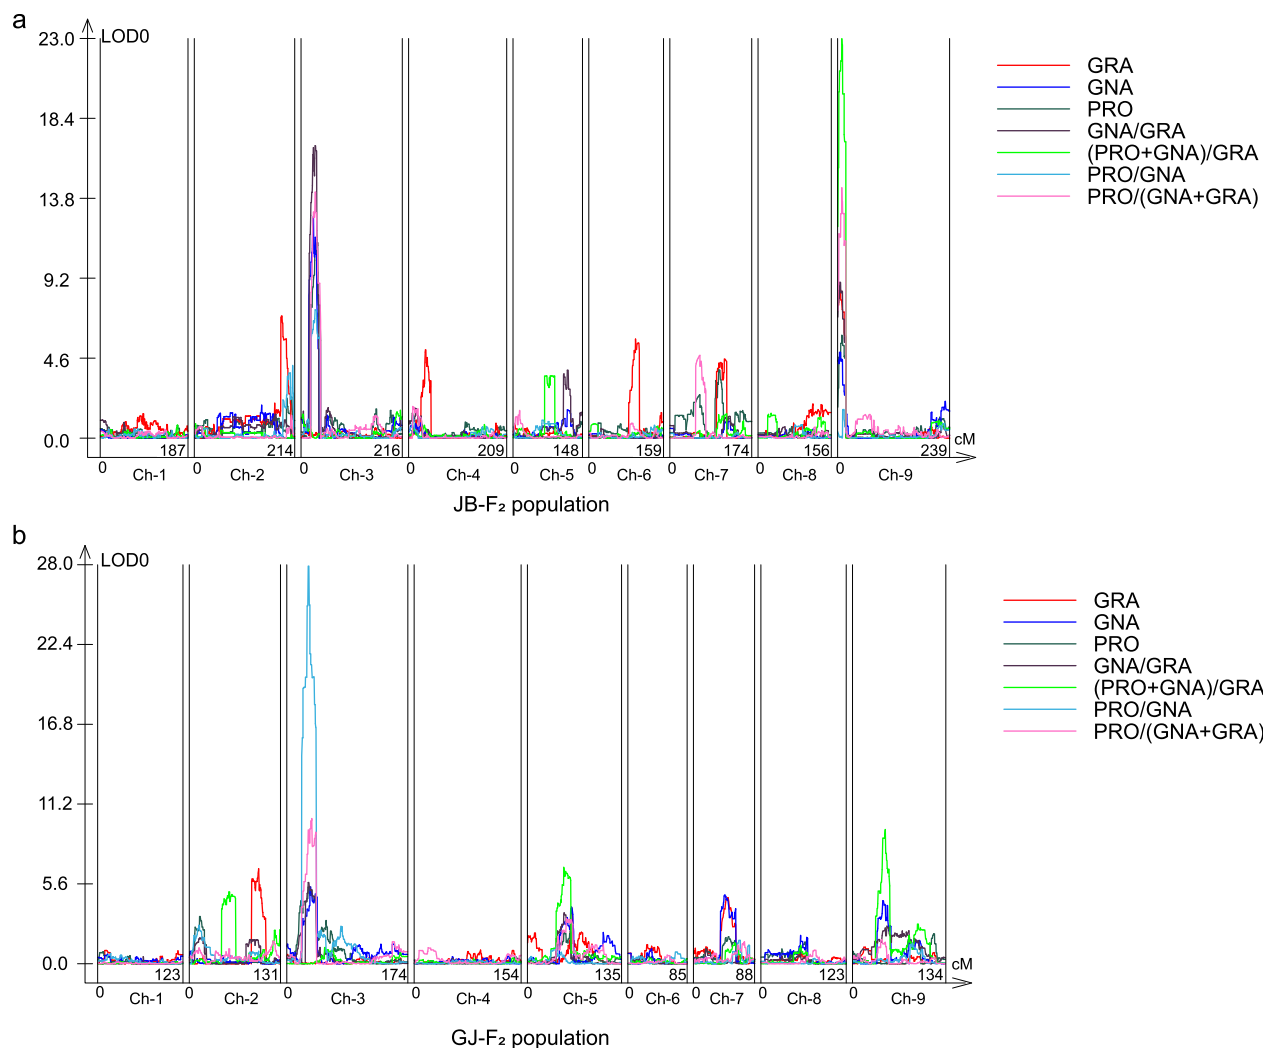 a
LOD0
23.0
18.4
13.8
9.2
4.6
0.0
GRA
GNA
PRO
GNA/GRA
(PRO+GNA)/GRA
PRO/GNA
PRO/(GNA+GRA)
187 214 216 209 148 159 174 156 239 cM
0 0 0 0 0 0 0 0 0
Ch-1 Ch-2 Ch-3 Ch-4 Ch-5 Ch-6 Ch-7 Ch-8 Ch-9
JB-F₂ population
b
LOD0
28.0
22.4
16.8
11.2
5.6
0.0
GRA
GNA
PRO
GNA/GRA
(PRO+GNA)/GRA
PRO/GNA
PRO/(GNA+GRA)
123 131 174 154 135 85 88 123 134 cM
0 0 0 0 0 0 0 0 0
Ch-1 Ch-2 Ch-3 Ch-4 Ch-5 Ch-6 Ch-7 Ch-8 Ch-9
GJ-F₂ population